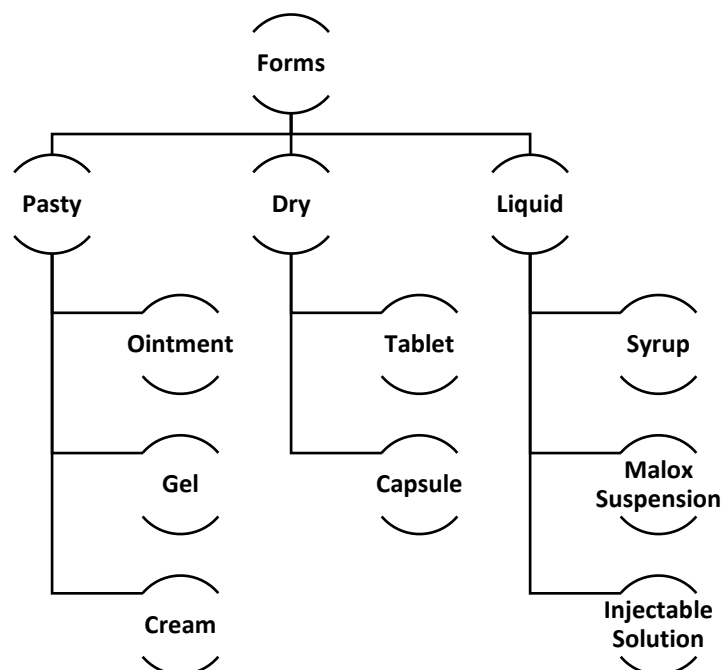 Forms
Pasty
Dry
Liquid
Ointment
Tablet
Syrup
Gel
Capsule
Malox
Suspension
Cream
Injectable
Solution